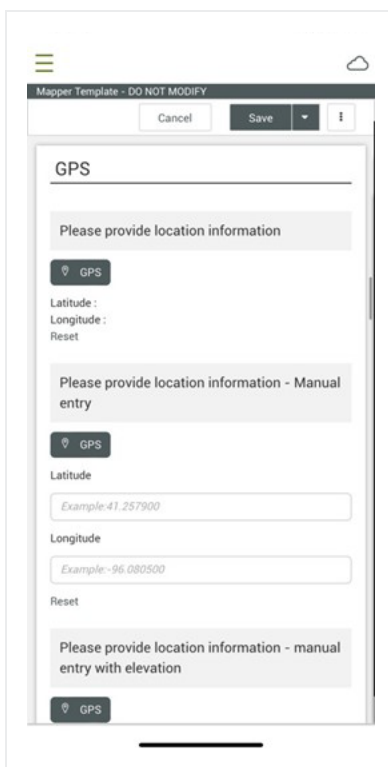 Mapper Template - DO NOT MODIFY
Cancel
Save
GPS
Please provide location information
GPS
Latitude :
Longitude :
Reset
Please provide location information - Manual
entry
GPS
Latitude
Example:41.257900
Longitude
Example:-96.080500
Reset
Please provide location information - manual
entry with elevation
GPS